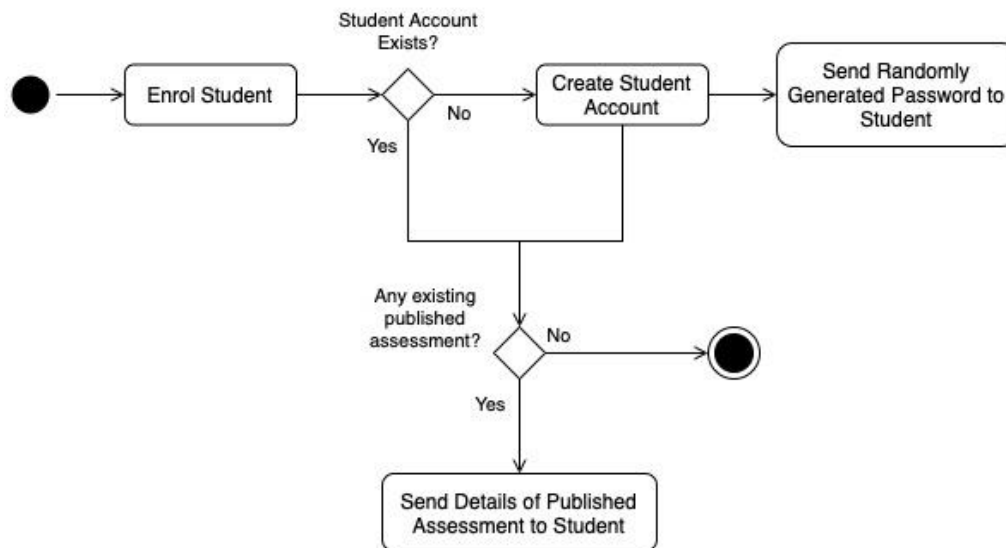 Student Account
Exists?
Enrol Student
No
Create Student
Account
Send Randomly
Generated Password to
Student
Yes
Any existing
published
assessment?
No
Yes
Send Details of Published
Assessment to Student